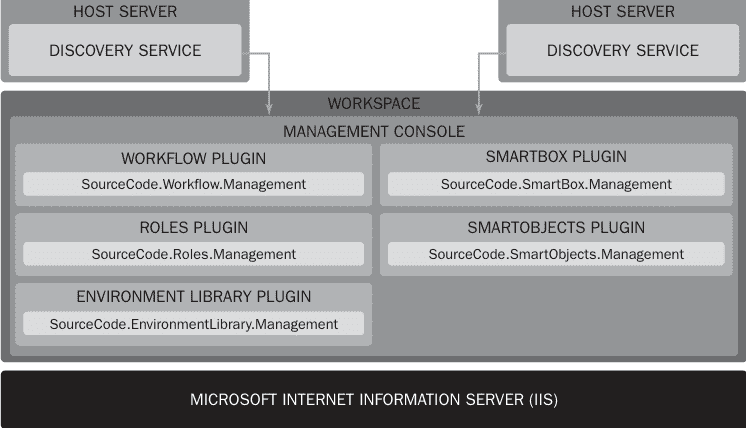 HOST SERVER
DISCOVERY SERVICE
HOST SERVER
DISCOVERY SERVICE
WORKSPACE
MANAGEMENT CONSOLE
WORKFLOW PLUGIN
SourceCode.Workflow.Management
SMARTBOX PLUGIN
SourceCode.SmartBox.Management
ROLES PLUGIN
SourceCode.Roles.Management
SMARTOBJECTS PLUGIN
SourceCode.SmartObjects.Management
ENVIRONMENT LIBRARY PLUGIN
SourceCode.EnvironmentLibrary.Management
MICROSOFT INTERNET INFORMATION SERVER (IIS)